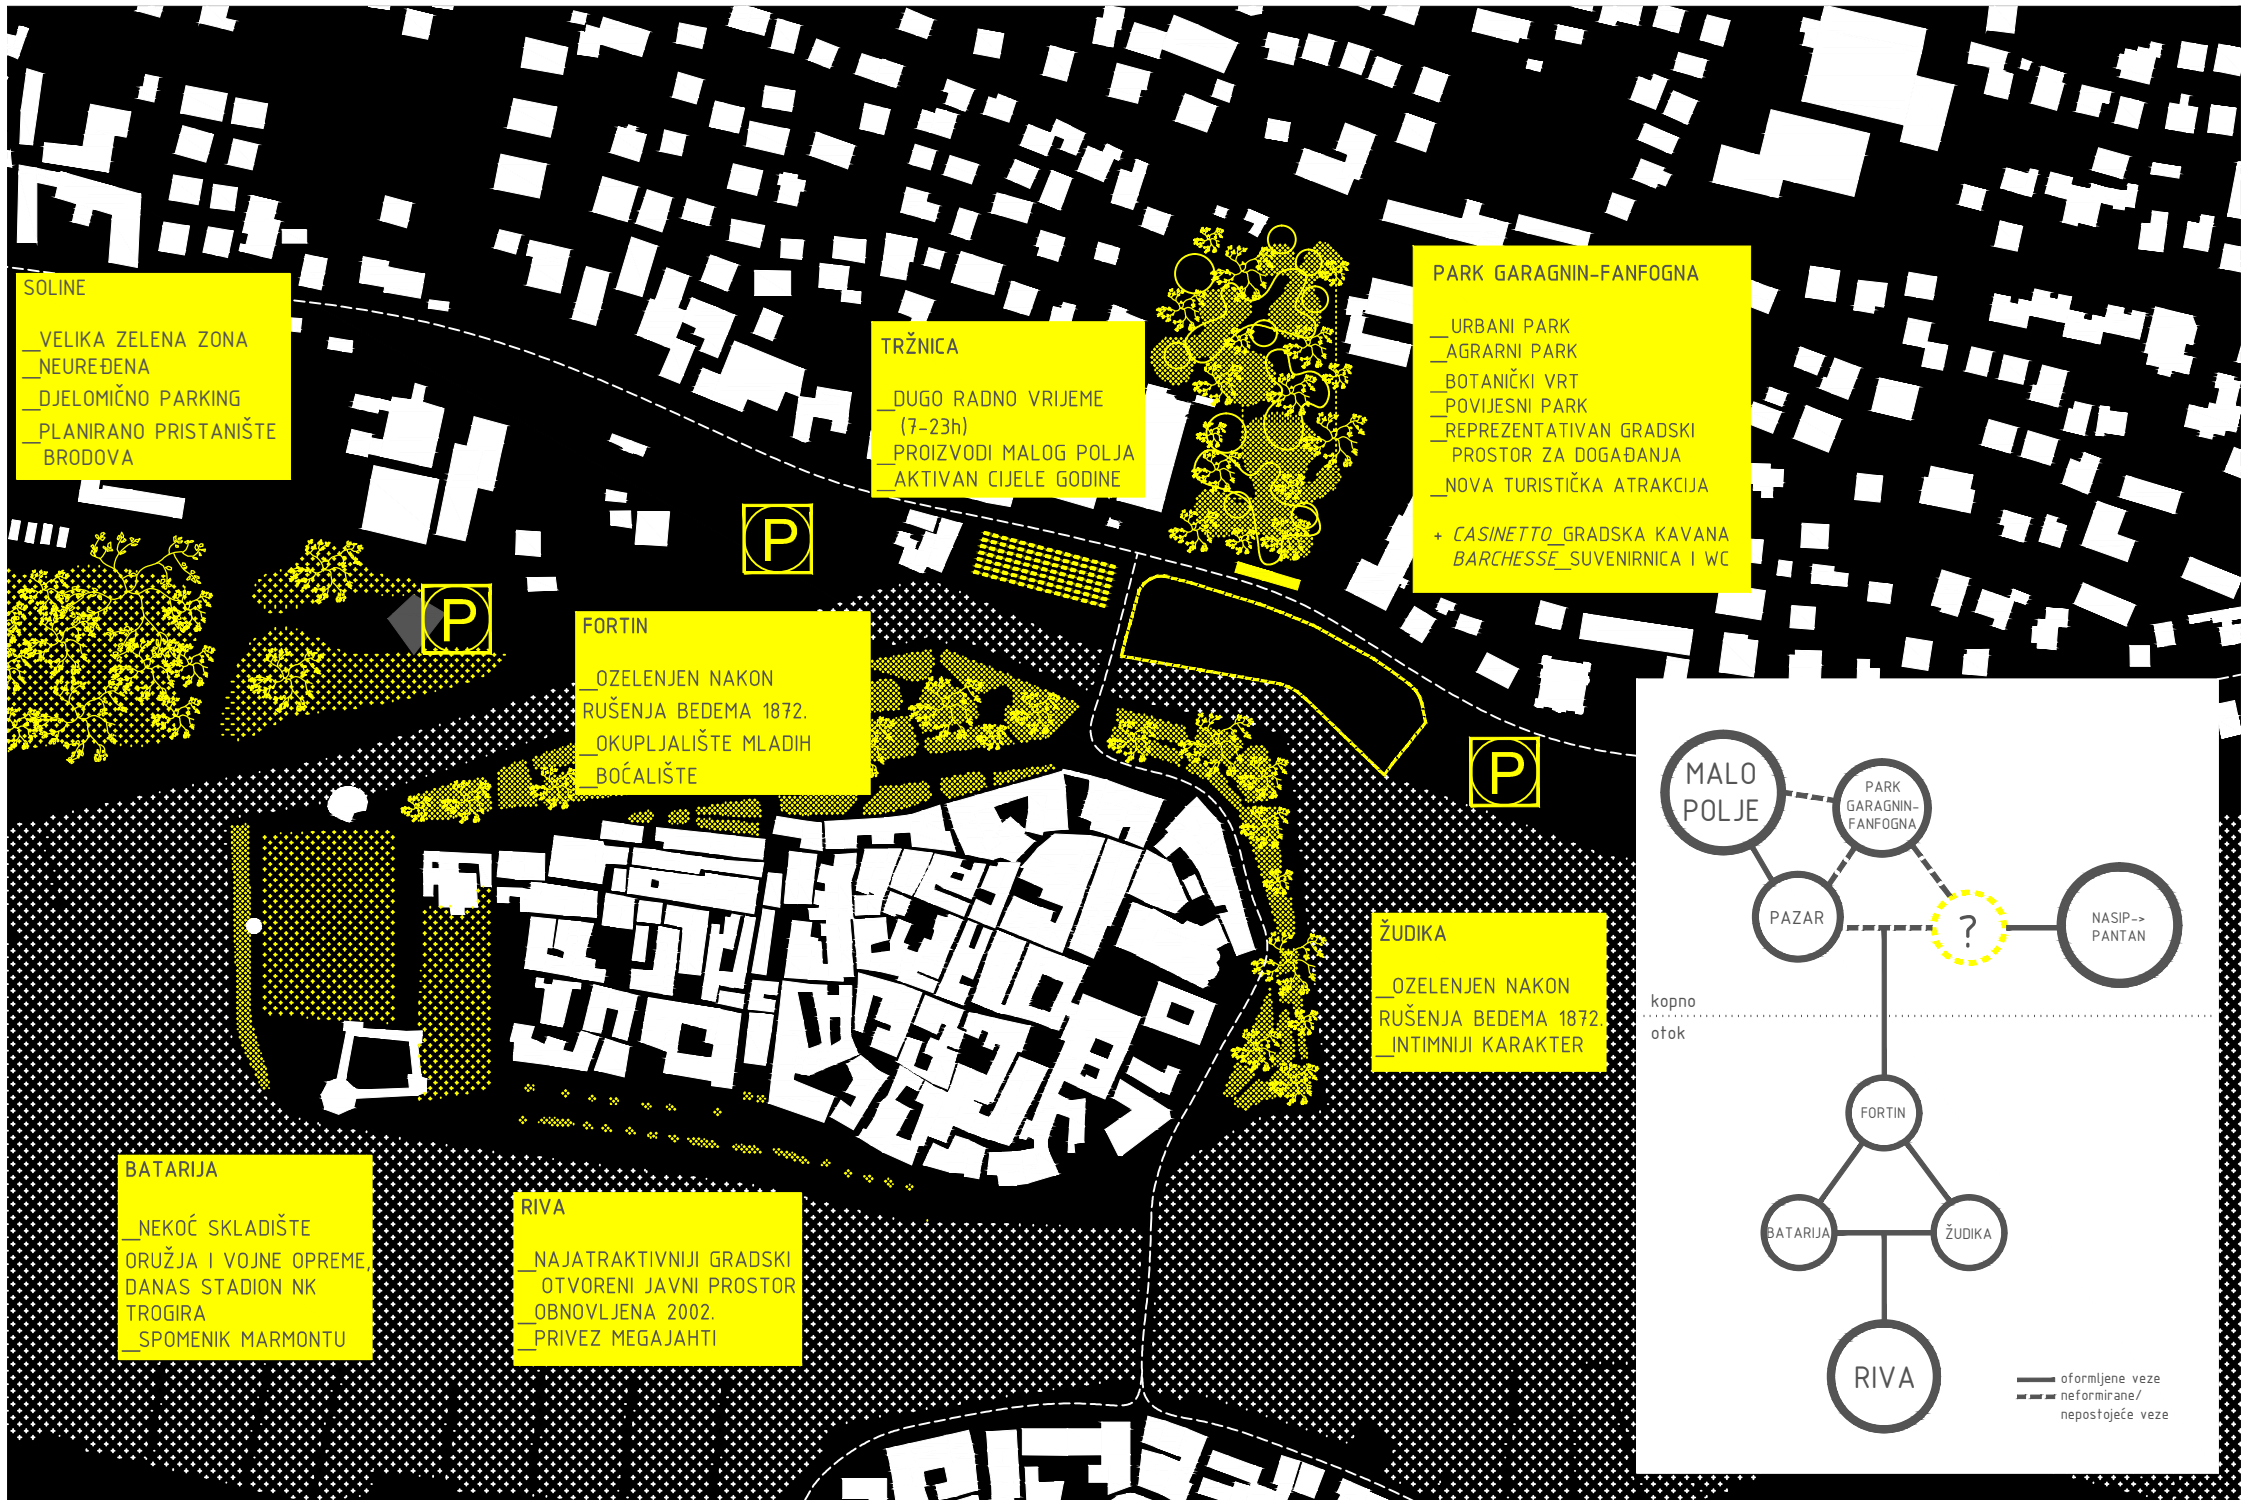 SOLINE
__VELIKA ZELENA ZONA
__NEUREĐENA
__DJELOMIČNO PARKING
__PLANIRANO PRISTANIŠTE
BRODOVA
TRŽNICA
__DUGO RADNO VRIJEME
(7-23h)
__PROIZVODI MALOG POLJA
__AKTIVAN CIJELE GODINE
PARK GARAGNIN-FANFOGNA
__URBANI PARK
__AGRARNI PARK
__BOTANIČKI VRT
__POVIJESNI PARK
__REPREZENTATIVAN GRADSKI
PROSTOR ZA DOGAĐANJA
__NOVA TURISTIČKA ATRAKCIJA
+ CASINETTO__GRADSKA KAVANA
BARCHESSE__SUVENIRNICA I WC
P
P
P
FORTIN
__OZELENJEN NAKON
RUŠENJA BEDEMA 1872.
__OKUPLJALIŠTE MLADIH
__BOĆALIŠTE
ŽUDIKA
__OZELENJEN NAKON
RUŠENJA BEDEMA 1872.
__INTIMNIJI KARAKTER
BATARIJA
__NEKOĆ SKLADIŠTE
ORUŽJA I VOJNE OPREME,
DANAS STADION NK
TROGIRA
__SPOMENIK MARMONTU
RIVA
__NAJATRAKTIVNIJI GRADSKI
OTVORENI JAVNI PROSTOR
__OBNOVLJENA 2002.
__PRIVEZ MEGAJAHTI
MALO
POLJE
PARK
GARAGNIN-
FANFOGNA
PAZAR
?
NASIP->
PANTAN
kopno
otok
FORTIN
BATARIJA
ŽUDIKA
RIVA
oformljene veze
neformirane/
nepostojeće veze